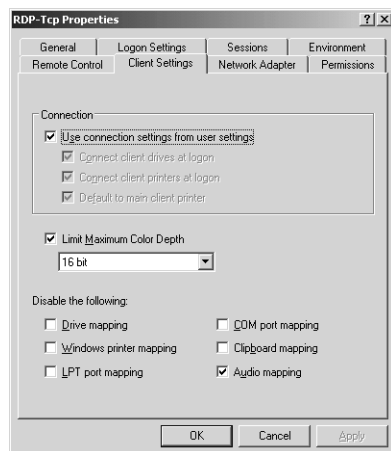 RDP-Tcp Properties
General Logon Settings Sessions Environment
Remote Control Client Settings Network Adapter Permissions
Connection
Use connection settings from user settings
Connect client drives at logon
Connect client printers at logon
Default to main client printer
Limit Maximum Color Depth
16 bit
Disable the following:
Drive mapping COM port mapping
Windows printer mapping Clipboard mapping
LPT port mapping Audio mapping
OK Cancel Apply